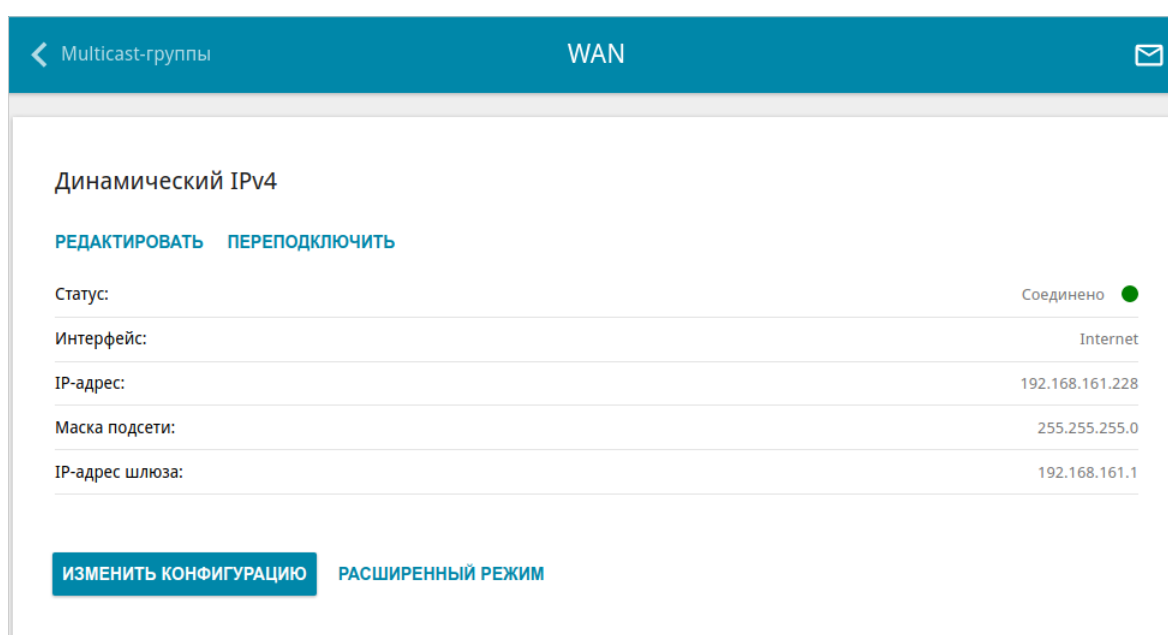 Multicast-группы WAN
Динамический IPv4
РЕДАКТИРОВАТЬ ПЕРЕПОДКЛЮЧИТЬ
Статус: Соединено
Интерфейс: Internet
IP-адрес: 192.168.161.228
Маска подсети: 255.255.255.0
IP-адрес шлюза: 192.168.161.1
ИЗМЕНИТЬ КОНФИГУРАЦИЮ РАСШИРЕННЫЙ РЕЖИМ